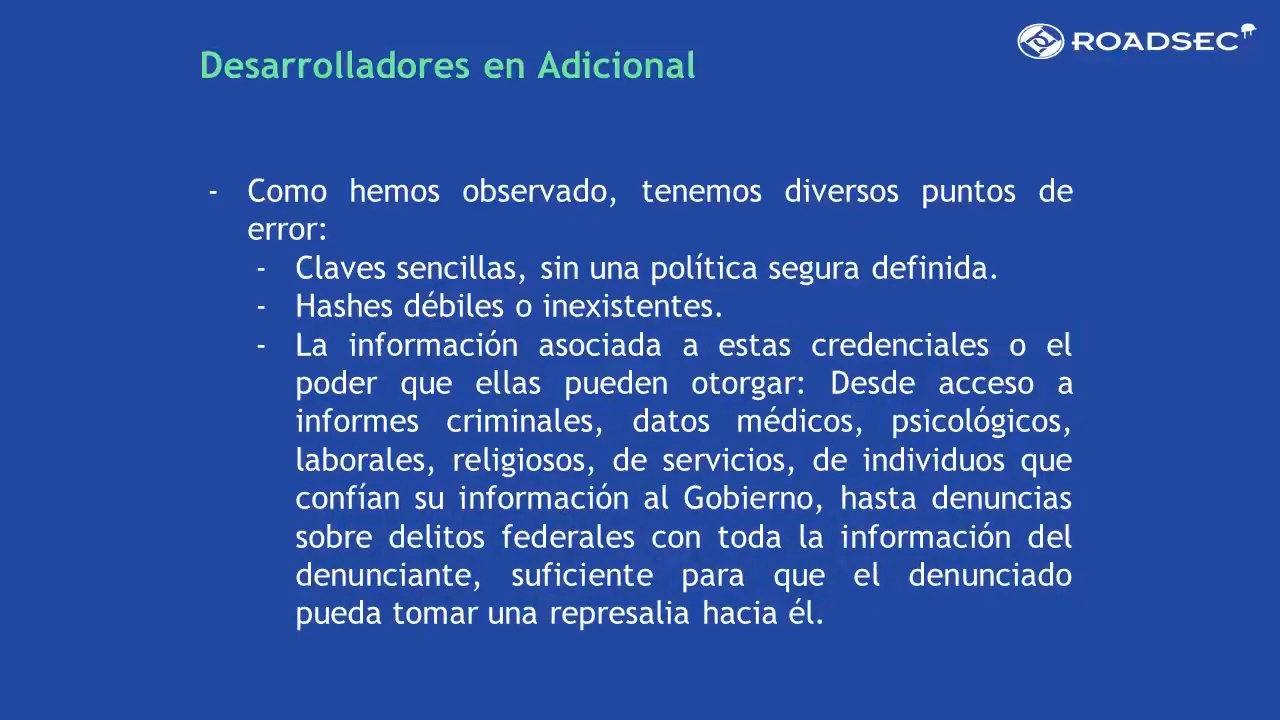 ROADSEC
Desarrolladores en Adicional
- Como hemos observado, tenemos diversos puntos de
error:
- Claves sencillas, sin una política segura definida.
- Hashes débiles o inexistentes.
- La información asociada a estas credenciales o el
poder que ellas pueden otorgar: Desde acceso a
informes criminales, datos médicos, psicológicos,
laborales, religiosos, de servicios, de individuos que
confían su información al Gobierno, hasta denuncias
sobre delitos federales con toda la información del
denunciante, suficiente para que el denunciado
pueda tomar una represalia hacia él.